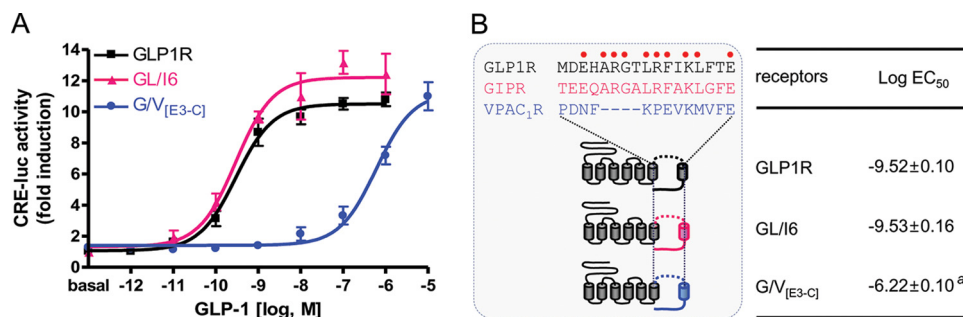 A
CRE-luc activity
(fold induction)
14
12
10
8
6
4
2
0
GLP1R
GL/I6
G/V[E3-C]
basal -12 -11 -10 -9 -8 -7 -6 -5
GLP-1 [log, M]
B
GLP1R MDEHARGTLRFIKLFTE
GIPR TEEQARGALRFAKLGFE
VPAC1R PDNF----KPEVKMVFE
receptors Log EC50
GLP1R -9.52±0.10
GL/I6 -9.53±0.16
G/V[E3-C] -6.22±0.10 a